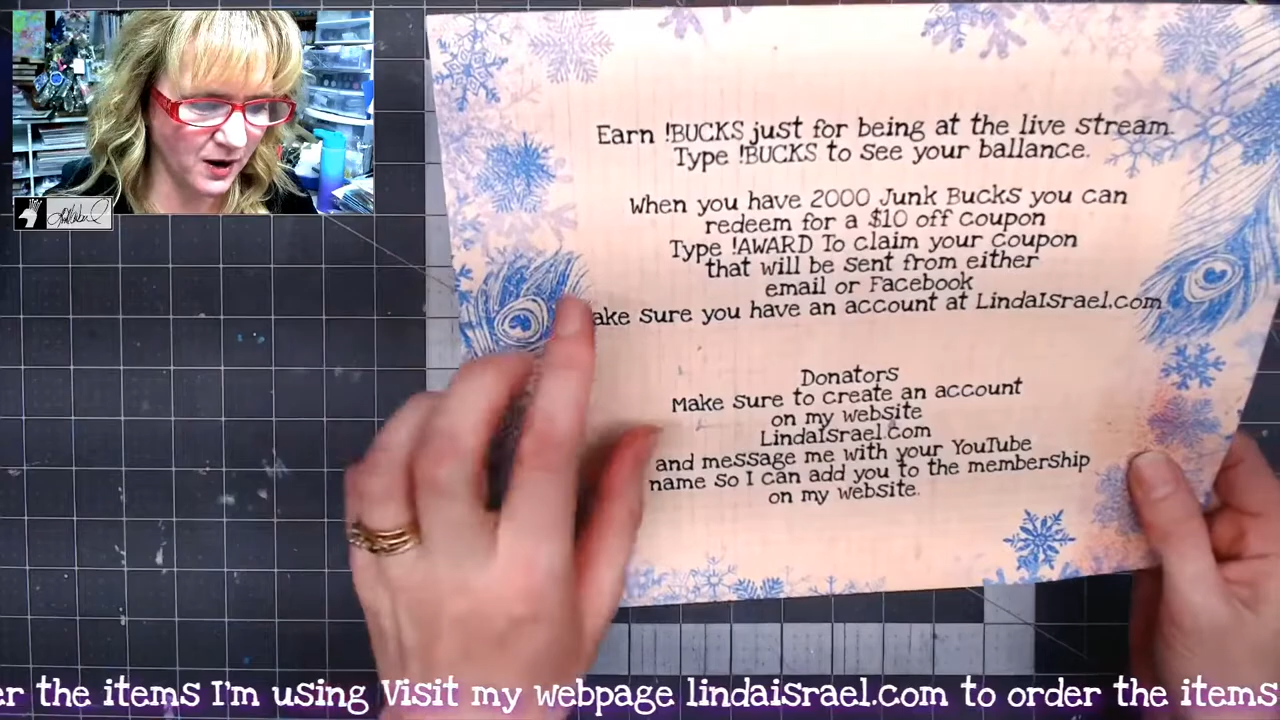 Earn !BUCKS just for being at the live stream.
Type !BUCKS to see your ballance.
When you have 2000 Junk Bucks you can
redeem for a $10 off coupon
Type !AWARD To claim your coupon
that will be sent from either
email or Facebook
ake sure you have an account at LindaIsrael.com
Donators
Make sure to create an account
on my website
LindaIsrael.com
and message me with your YouTube
name so I can add you to the membership
on my website.
er the items I'm using Visit my webpage lindaisrael.com to order the items